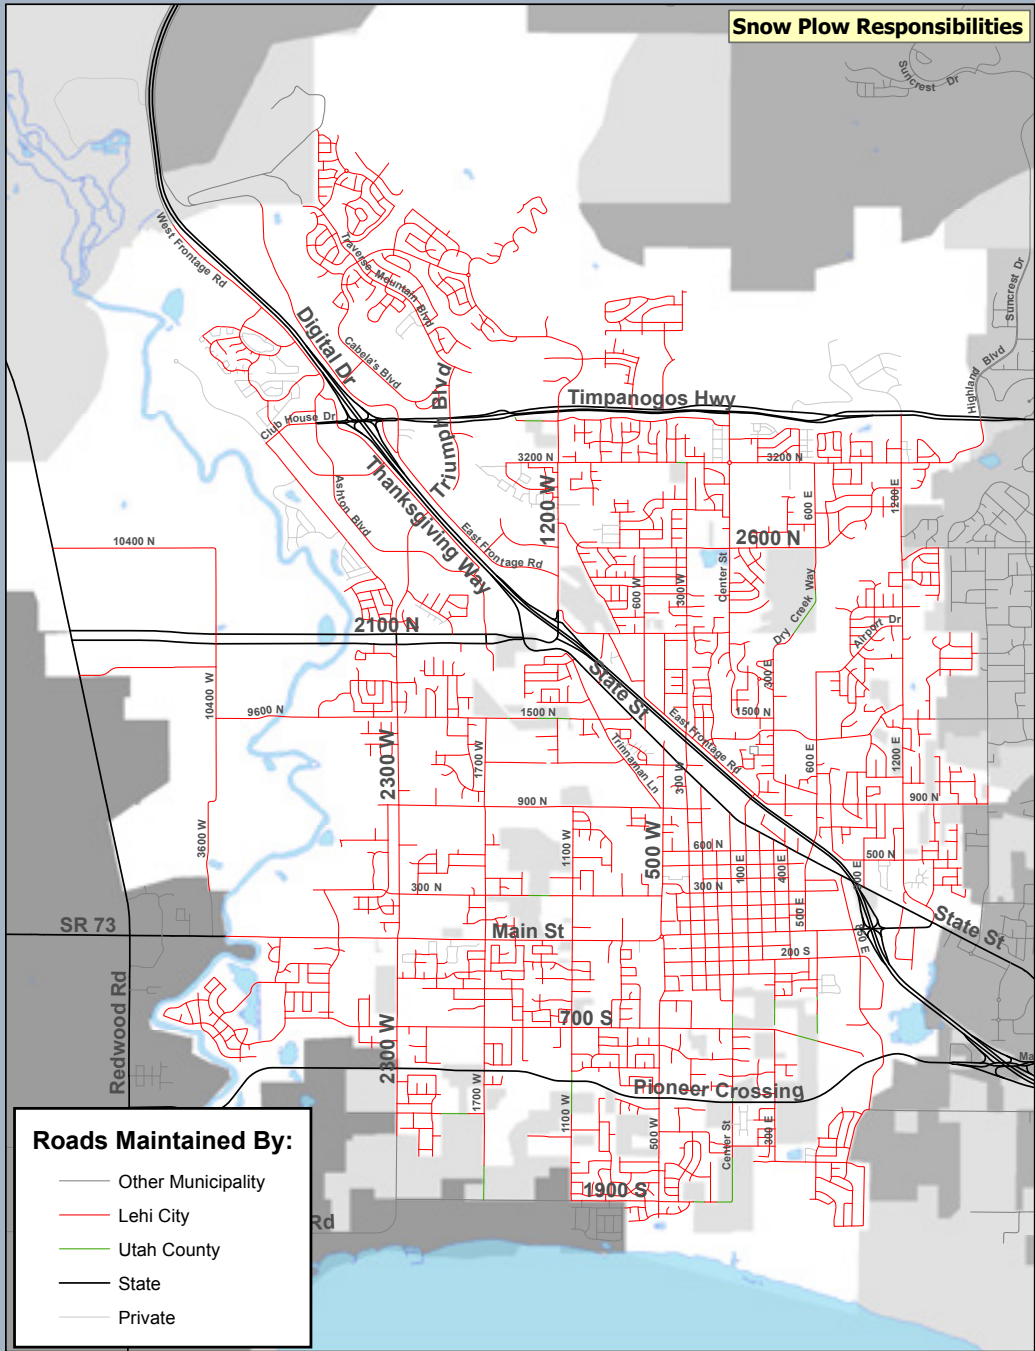 Snow Plow Responsibilities
Suncrest Dr
West Frontage Rd
Traverse Mountain Blvd
Suncrest Dr
Digital Dr
Cabela's Blvd
Triumph Blvd
Highland Blvd
Timpanogos Hwy
Club House Dr
3200 N
3200 N
Thanksgiving Way
Ashton Blvd
1200 W
600 E
1200 E
East Frontage Rd
2600 N
10400 N
Center St
600 W
300 W
Dry Creek Way
Airport Dr
2100 N
State St
300 E
10400 W
9600 N
1500 N
1500 N
East Frontage Rd
Trinnaman Ln
2300 W
1700 W
300 W
600 E
1200 E
900 N
900 N
3600 W
1100 W
500 W
600 N
100 E
400 E
500 N
300 N
300 N
500 E
State St
SR 73
Main St
850 E
200 S
Redwood Rd
700 S
2300 W
1700 W
Pioneer Crossing
1100 W
500 W
Center St
300 E
1900 S
Rd
Roads Maintained By:
Other Municipality
Lehi City
Utah County
State
Private